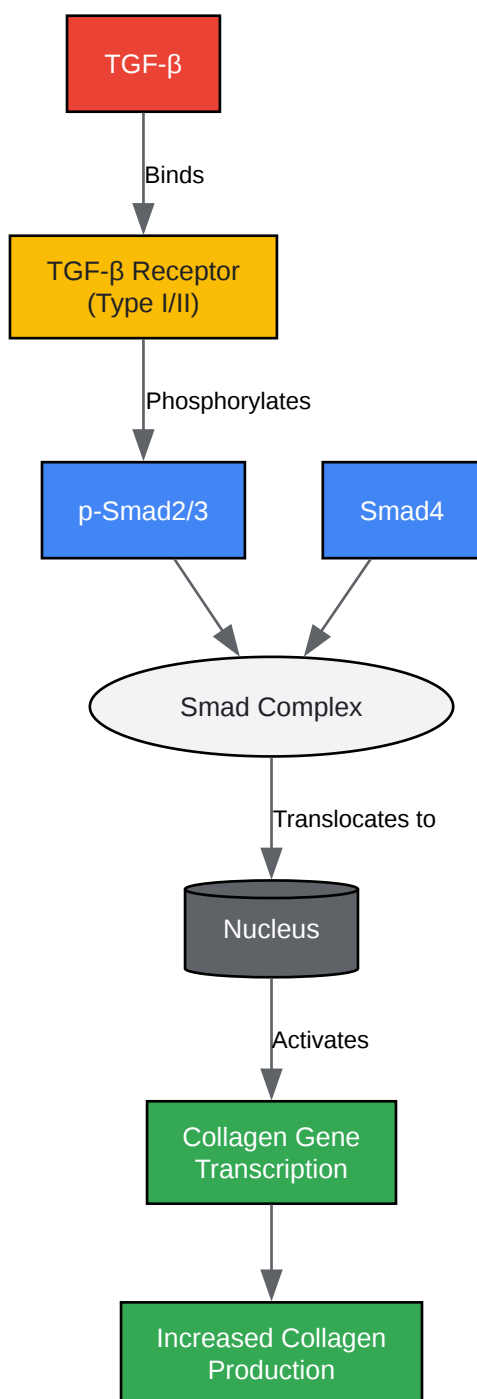 TGF-β
Binds
TGF-β Receptor
(Type I/II)
Phosphorylates
p-Smad2/3
Smad4
Smad Complex
Translocates to
Nucleus
Activates
Collagen Gene
Transcription
Increased Collagen
Production